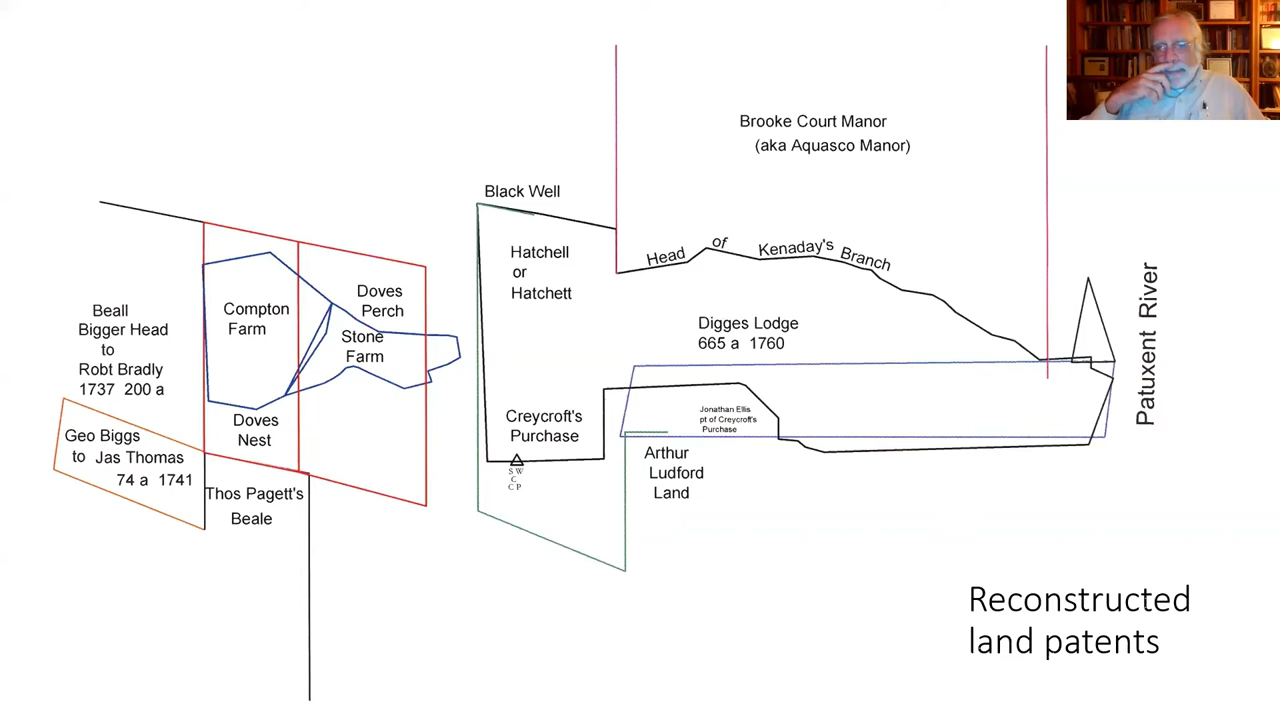 Brooke Court Manor
(aka Aquasco Manor)
Black Well
Hatchell
or
Hatchett
Head of Kenaday's Branch
Patuxent River
Doves
Perch
Compton
Farm
Stone
Farm
Beall
Bigger Head
to
Robt Bradly
1737 200 a
Digges Lodge
665 a 1760
Doves
Nest
Creycroft's
Purchase
Jonathan Ellis
pt of Creycroft's
Purchase
Geo Biggs
to Jas Thomas
74 a 1741
S W
C
C P
Arthur
Ludford
Land
Thos Pagett's
Beale
Reconstructed
land patents